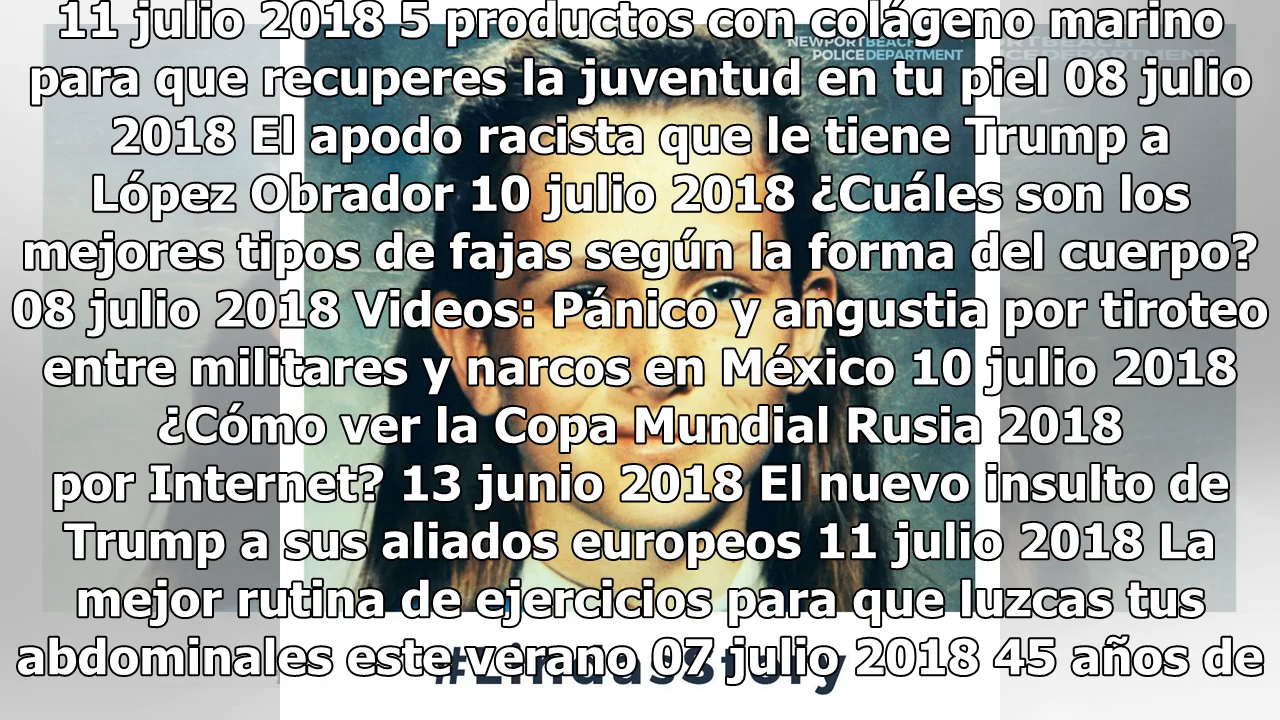 11 julio 2018 5 productos con colágeno marino
NEWPORTBEACH
POLICEDEPARTMENT
para que recuperes la juventud en tu piel 08 julio
2018 El apodo racista que le tiene Trump a
López Obrador 10 julio 2018 ¿Cuáles son los
mejores tipos de fajas según la forma del cuerpo?
08 julio 2018 Videos: Pánico y angustia por tiroteo
entre militares y narcos en México 10 julio 2018
¿Cómo ver la Copa Mundial Rusia 2018
por Internet? 13 junio 2018 El nuevo insulto de
Trump a sus aliados europeos 11 julio 2018 La
mejor rutina de ejercicios para que luzcas tus
abdominales este verano 07 julio 2018 45 años de
#LindasStory